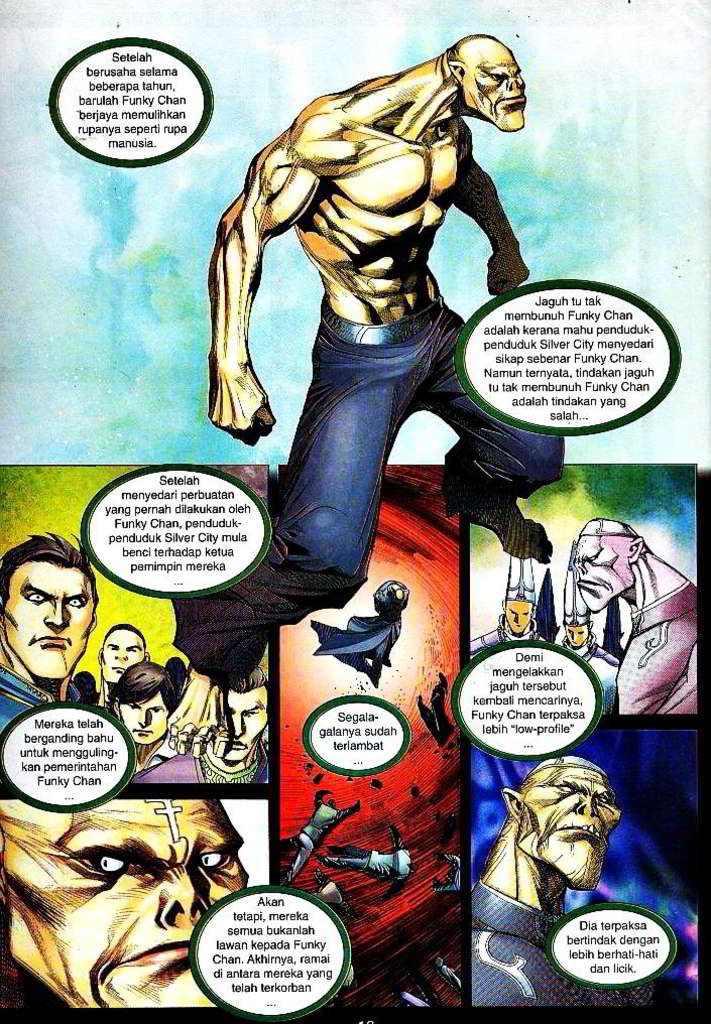 Setelah
berusaha selama
beberapa tahun,
barulah Funky Chan
berjaya memulihkan
rupanya seperti rupa
manusia.
Jaguh tu tak
membunuh Funky Chan
adalah kerana mahu penduduk-
penduduk Silver City menyedari
sikap sebenar Funky Chan.
Namun ternyata, tindakan jaguh
tu tak membunuh Funky Chan
adalah tindakan yang
salah...
Setelah
menyedari perbuatan
yang pernah dilakukan oleh
Funky Chan, penduduk-
penduduk Silver City mula
benci terhadap ketua
pemimpin mereka
...
Mereka telah
berganding bahu
untuk mengguling-
kan pemerintahan
Funky Chan
...
Segala-
galanya sudah
terlambat
...
Demi
mengelakkan
jaguh tersebut
kembali mencarinya,
Funky Chan terpaksa
lebih "low-profile"
...
Akan
tetapi, mereka
semua bukanlah
lawan kepada Funky
Chan. Akhirnya, ramai
di antara mereka yang
telah terkorban
...
Dia terpaksa
bertindak dengan
lebih berhati-hati
dan licik.